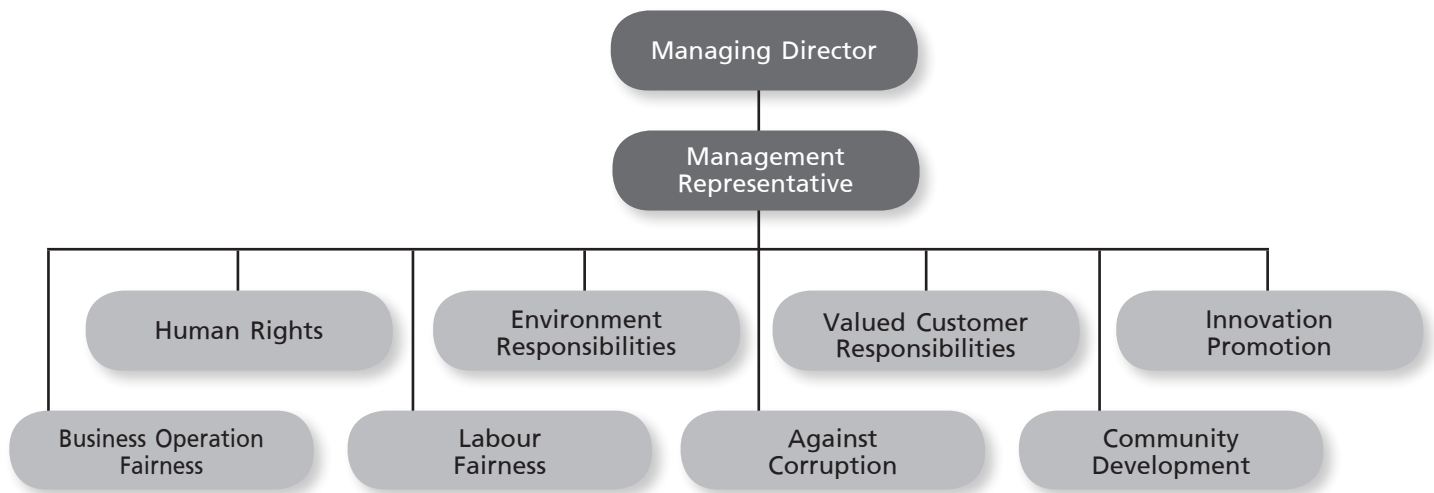 Managing Director
Management
Representative
Human Rights
Environment
Responsibilities
Valued Customer
Responsibilities
Innovation
Promotion
Business Operation
Fairness
Labour
Fairness
Against
Corruption
Community
Development